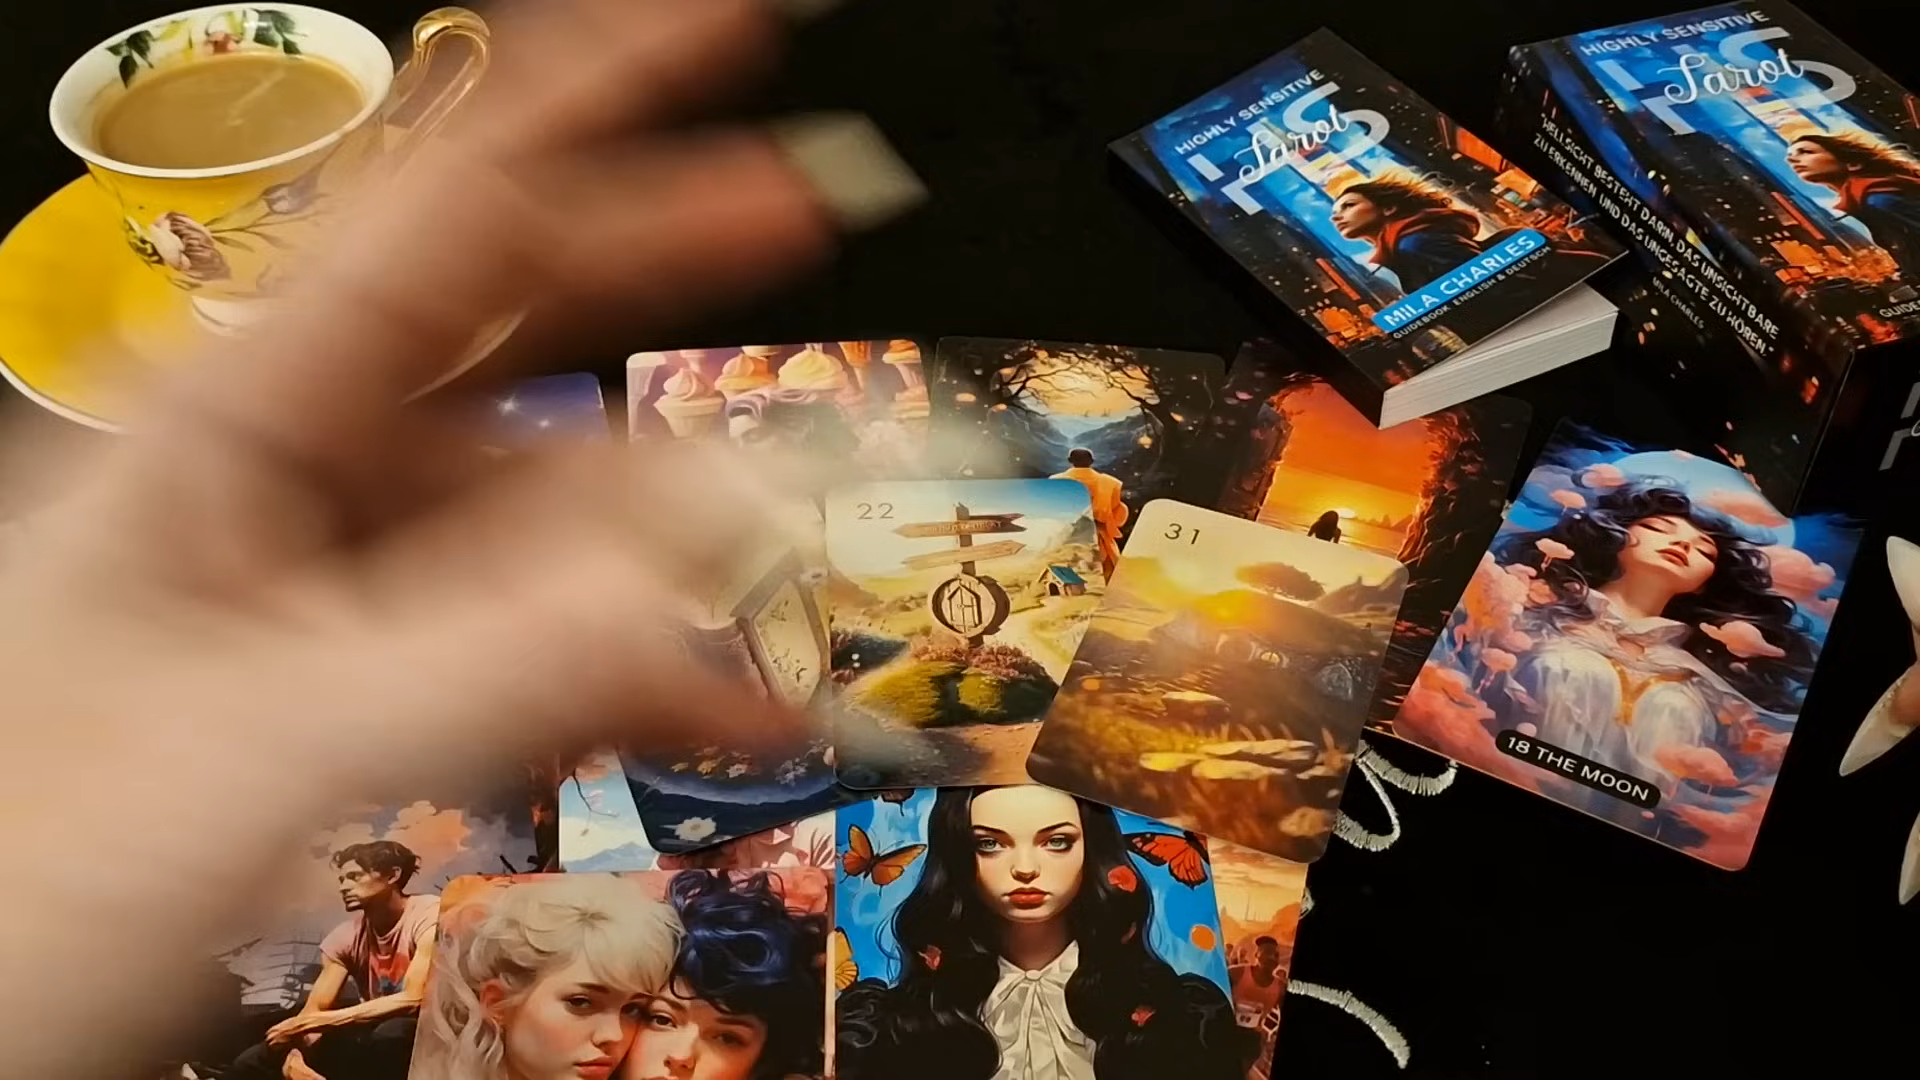 HIGHLY SENSITIVE
HS
Tarot
MILA CHARLES
GUIDEBOOK ENGLISH & DEUTSCH
HIGHLY SENSITIVE
HS
Tarot
"HELLSICHT BESTEHT DARIN, DAS UNSICHTBARE
ZU ERKENNEN UND DAS UNGESAGTE ZU HÖREN."
MILA CHARLES
22
31
18 THE MOON